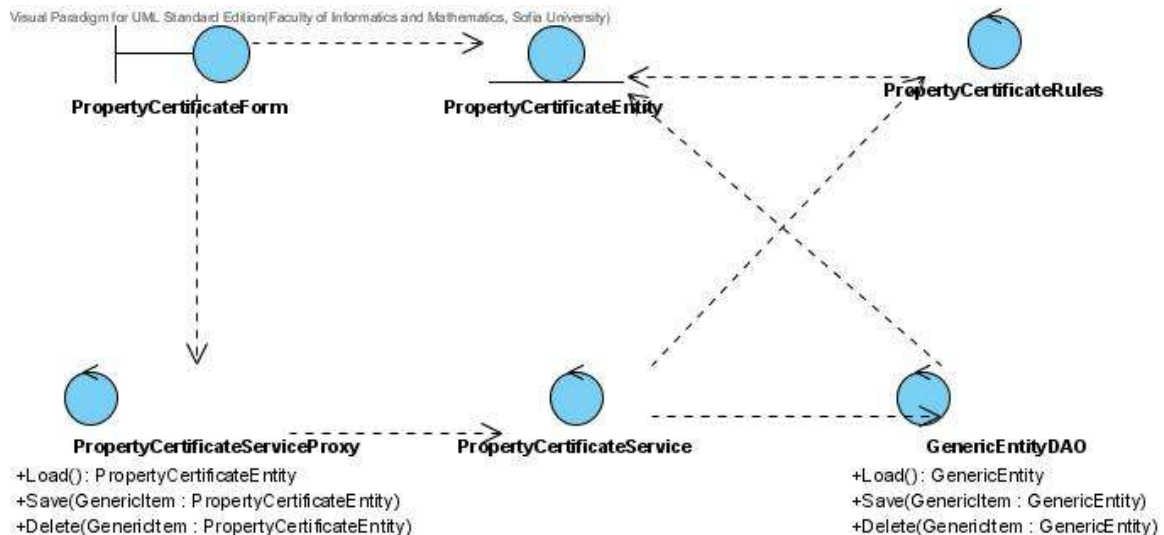 Visual Paradigm for UML Standard Edition(Faculty of Informatics and Mathematics, Sofia University)
PropertyCertificateForm
PropertyCertificateEntity
PropertyCertificateRules
PropertyCertificateServiceProxy
+Load(): PropertyCertificateEntity
+Save(GenericItem : PropertyCertificateEntity)
+Delete(GenericItem : PropertyCertificateEntity)
PropertyCertificateService
GenericEntityDAO
+Load(): GenericEntity
+Save(GenericItem : GenericEntity)
+Delete(GenericItem : GenericEntity)